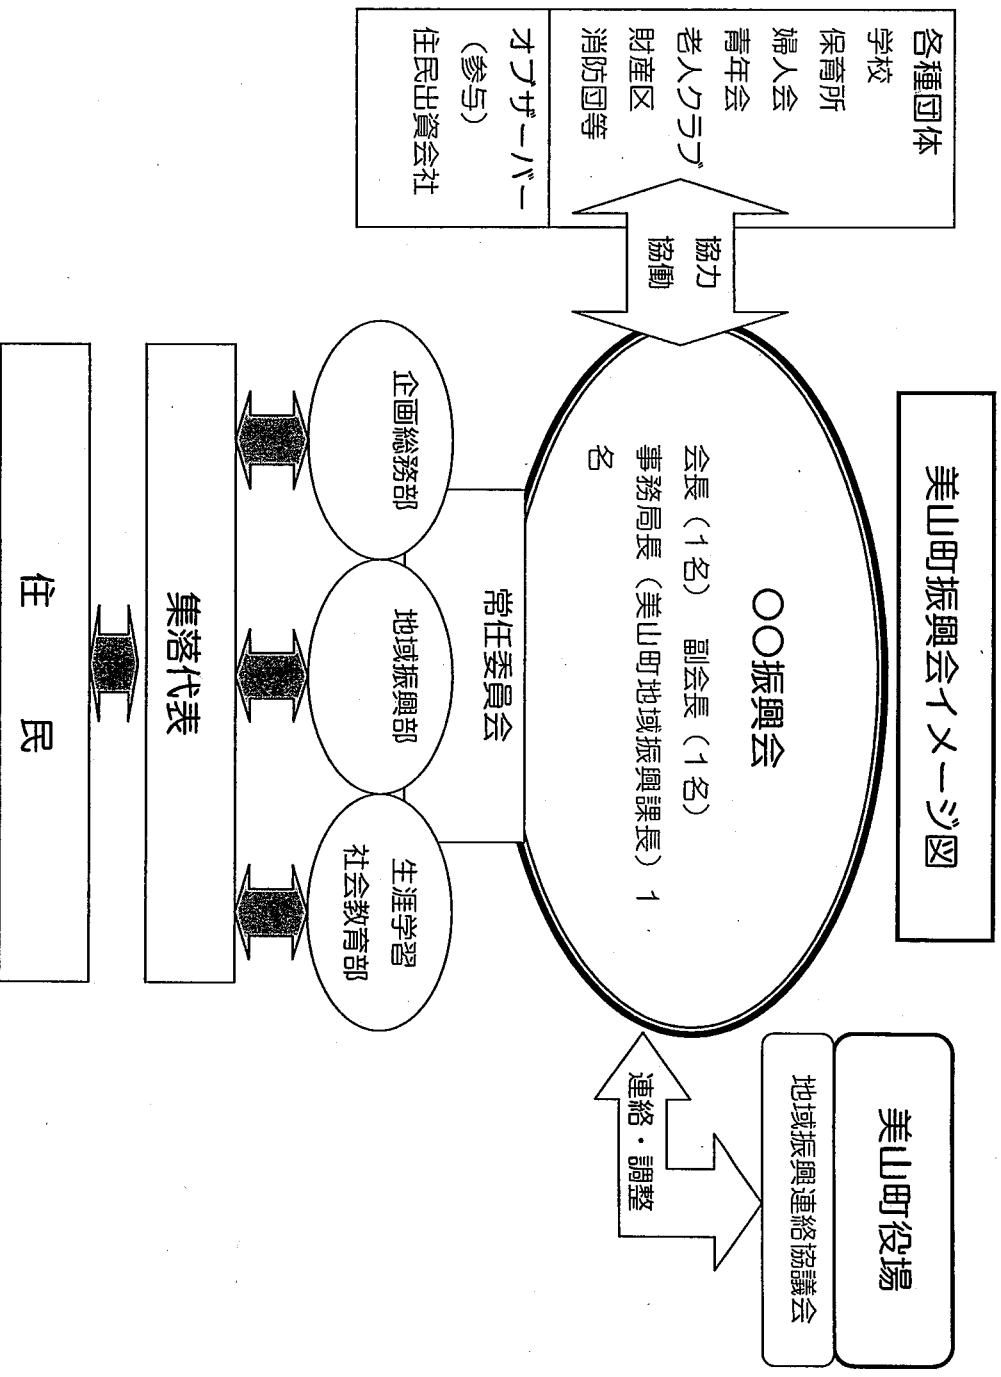 美山町振興会イメージ図
各種団体
学校
保育所
婦人会
青年会
老人クラブ
財産区
消防団等
オブザーバー
(参与)
住民出資会社
協力
協働
〇〇振興会
会長(1名) 副会長(1名)
事務局長(美山町地域振興課長)1
名
美山町役場
地域振興連絡協議会
連絡・調整
常任委員会
企画総務部
地域振興部
生涯学習
社会教育部
集落代表
住 民